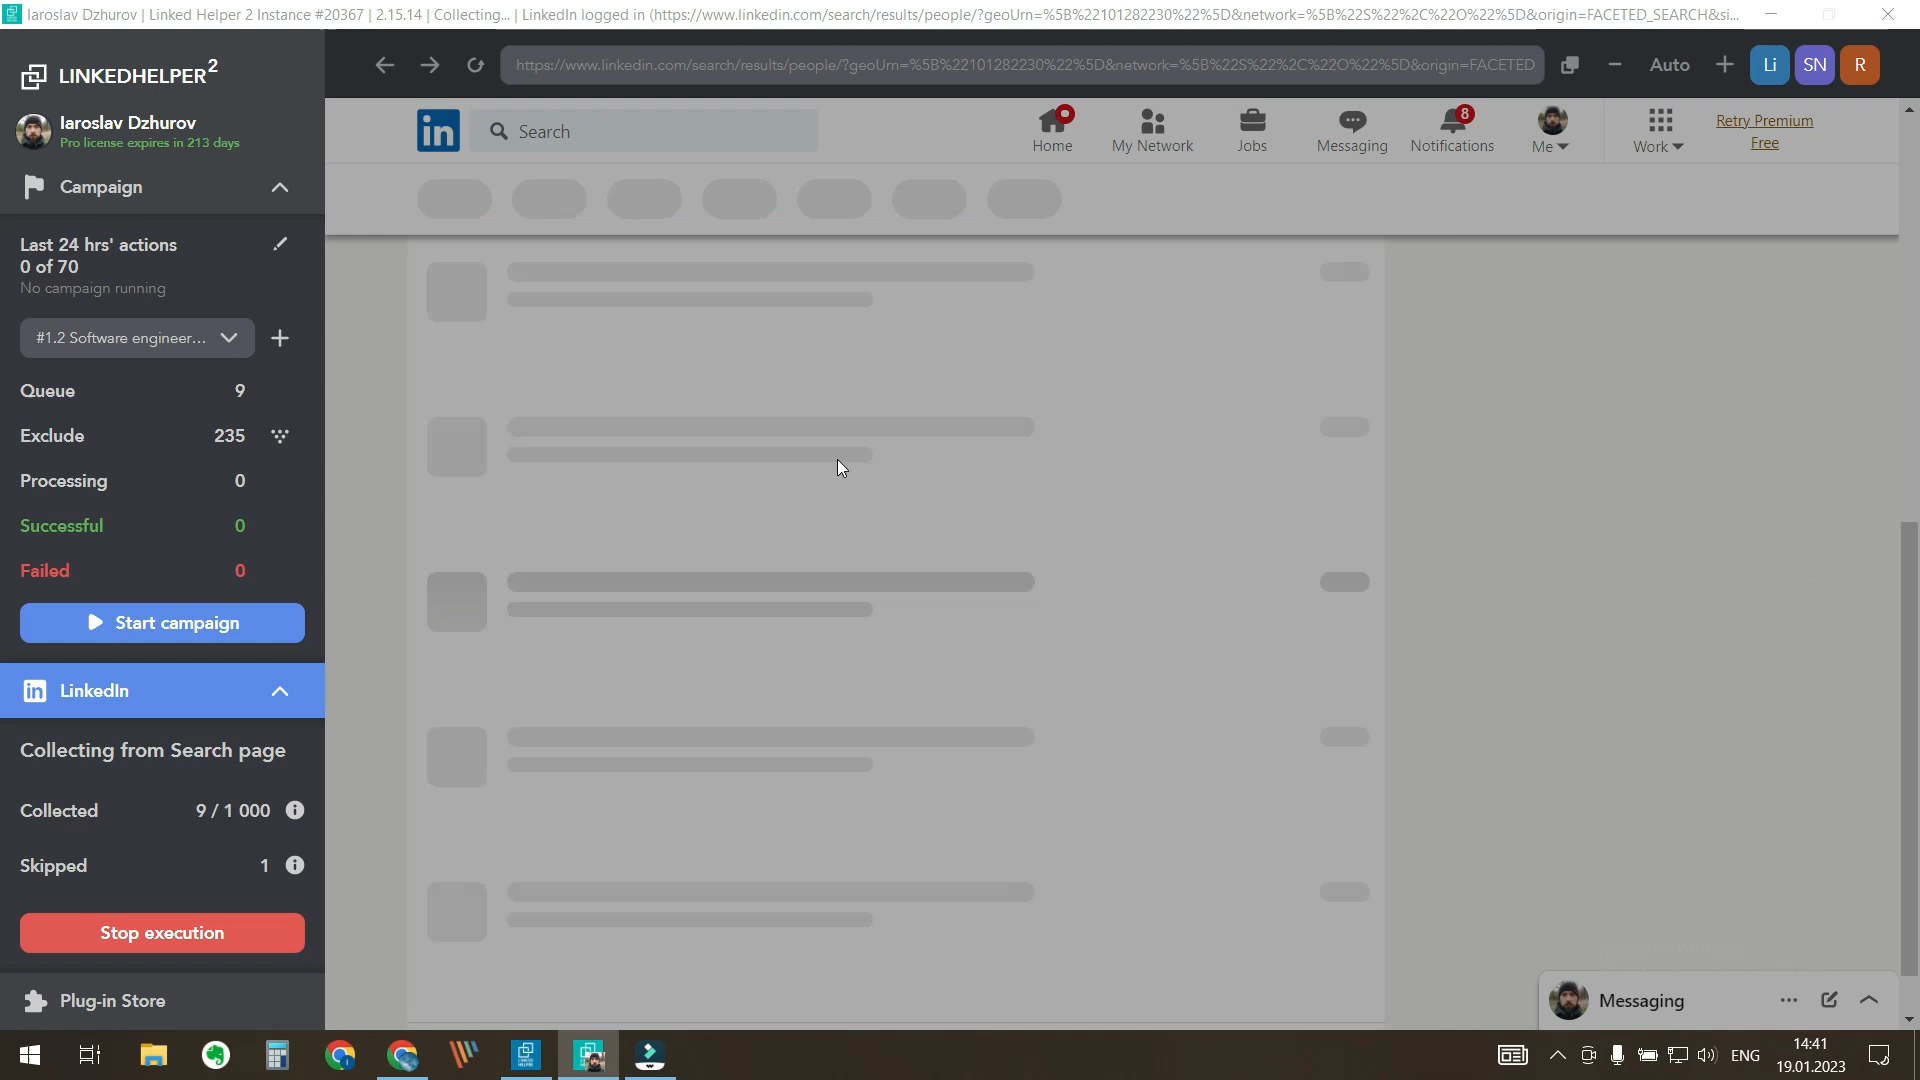 Iaroslav Dzhurov | Linked Helper 2 Instance #20367 | 2.15.14 | Collecting... | LinkedIn logged in (https://www.linkedin.com/search/results/people/?geoUrn=%5B%22101282230%22%5D&network=%5B%22S%22%2C%22O%22%5D&origin=FACETED_SEARCH&si...
LINKEDHELPER2
https://www.linkedin.com/search/results/people/?geoUrn=%5B%22101282230%22%5D&network=%5B%22S%22%2C%22O%22%5D&origin=FACETED
Auto
Li
SN
R
Iaroslav Dzhurov
Pro license expires in 213 days
Search
Home
My Network
Jobs
Messaging
8
Notifications
Me
Work
Retry Premium
Free
Campaign
Last 24 hrs' actions
0 of 70
No campaign running
#1.2 Software engineer...
Queue 9
Exclude 235
Processing 0
Successful 0
Failed 0
Start campaign
LinkedIn
Collecting from Search page
Collected 9 / 1 000
Skipped 1
Stop execution
Plug-in Store
Messaging
ENG
14:41
19.01.2023